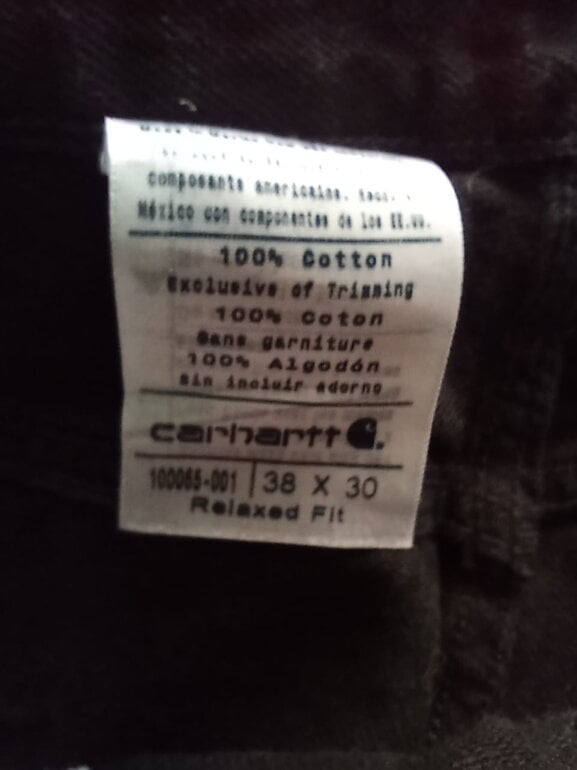 composante americains.
México con componentes de los EE.UU.
100% Cotton
Exclusive of Trimming
100% Coton
Sans garniture
100% Algodón
Sin incluir adorno
carhartt
100065-001 38 X 30
Relaxed Fit